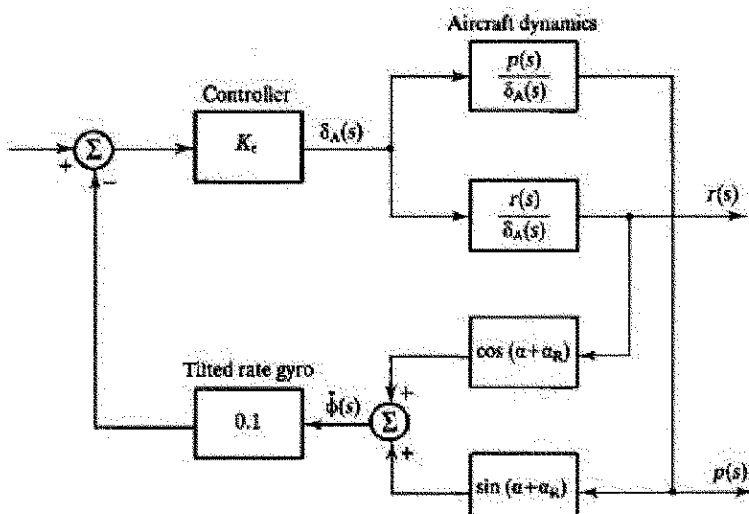 Aircraft dynamics
p(s)
δA(s)
Controller
Kc
δA(s)
Σ
+
−
r(s)
δA(s)
r(s)
cos (α+αR)
Tilted rate gyro
0.1
ϕ̇(s)
+
Σ
+
sin (α+αR)
p(s)